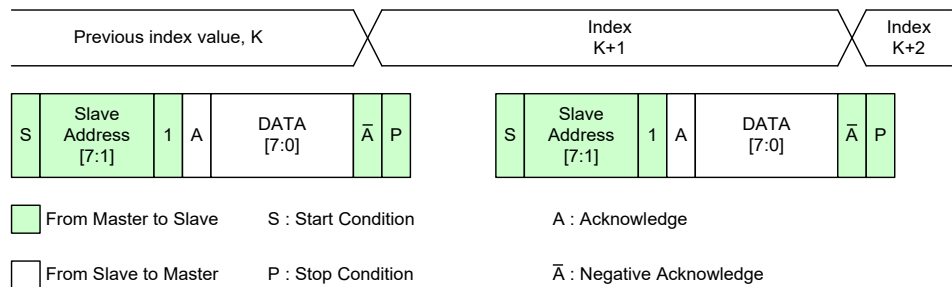 Previous index value, K
Index
K+1
Index
K+2
S
Slave
Address
[7:1]
1
A
DATA
[7:0]
A̅
P
S
Slave
Address
[7:1]
1
A
DATA
[7:0]
A̅
P
From Master to Slave
S : Start Condition
A : Acknowledge
From Slave to Master
P : Stop Condition
A̅ : Negative Acknowledge